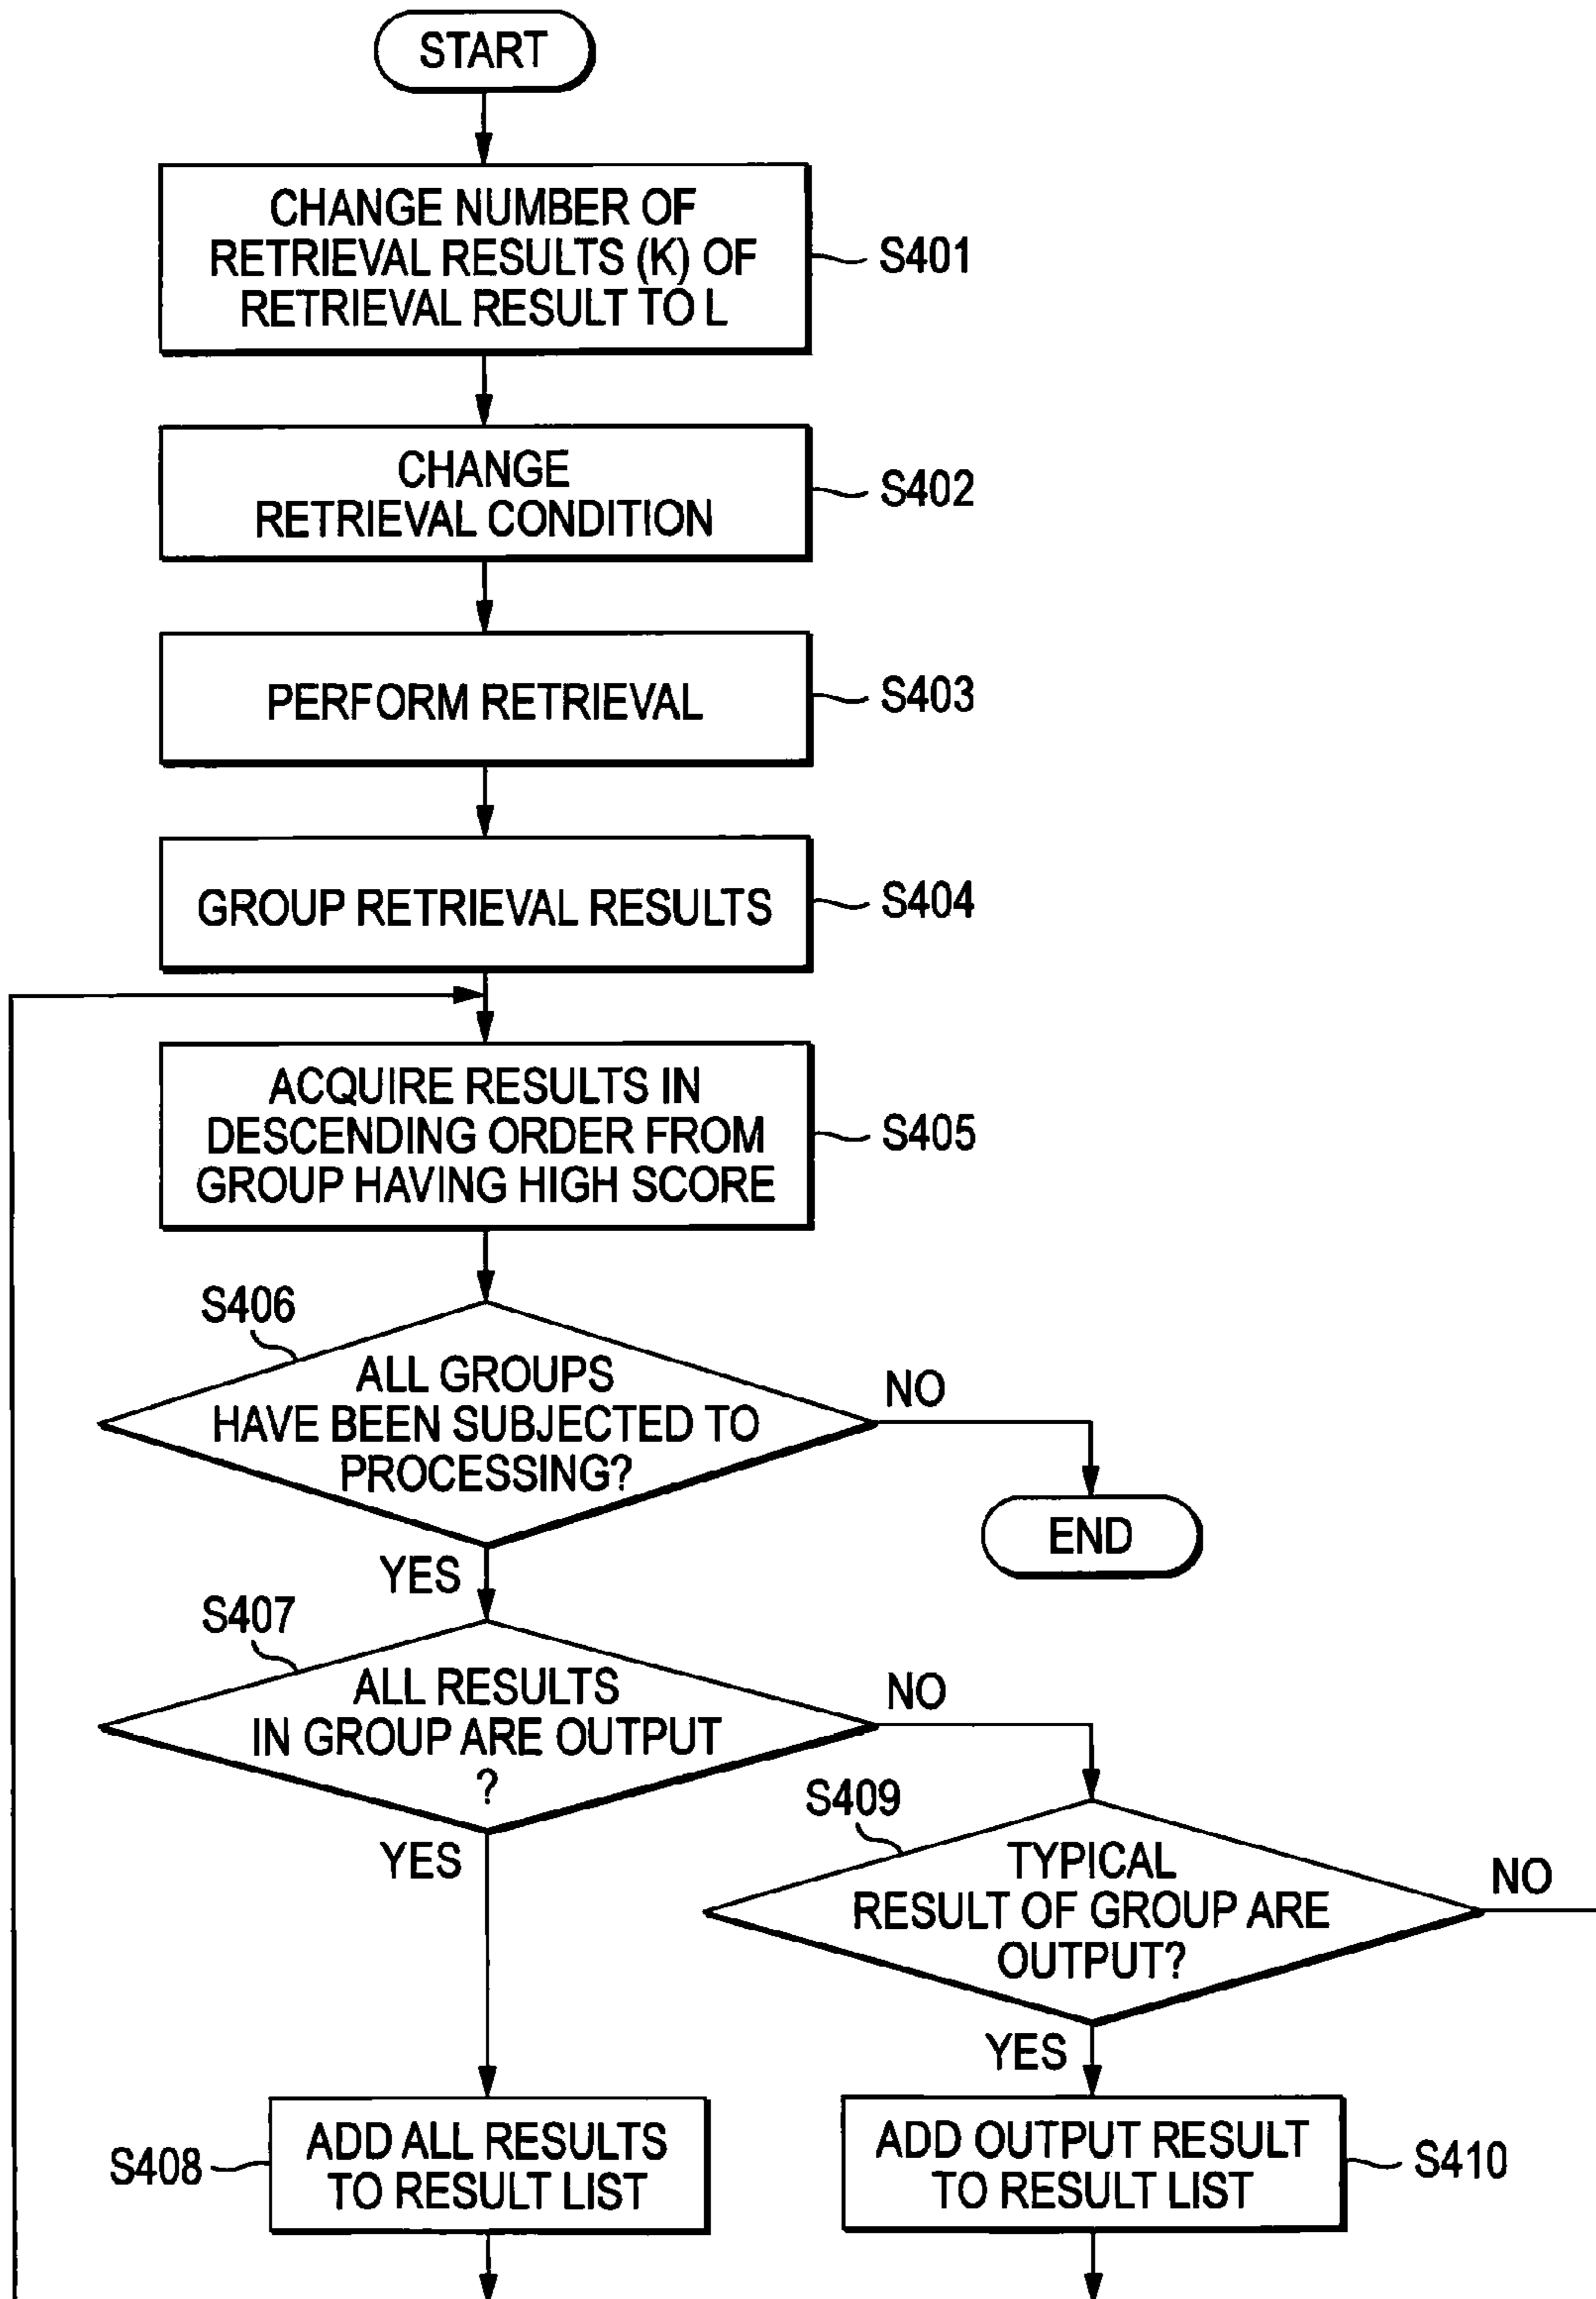 START
CHANGE NUMBER OF
RETRIEVAL RESULTS (K) OF
RETRIEVAL RESULT TO L
S401
CHANGE
RETRIEVAL CONDITION
S402
PERFORM RETRIEVAL
S403
GROUP RETRIEVAL RESULTS
S404
ACQUIRE RESULTS IN
DESCENDING ORDER FROM
GROUP HAVING HIGH SCORE
S405
S406
ALL GROUPS
HAVE BEEN SUBJECTED TO
PROCESSING?
NO
END
YES
S407
ALL RESULTS
IN GROUP ARE OUTPUT
?
NO
YES
S409
TYPICAL
RESULT OF GROUP ARE
OUTPUT?
NO
YES
S408
ADD ALL RESULTS
TO RESULT LIST
ADD OUTPUT RESULT
TO RESULT LIST
S410